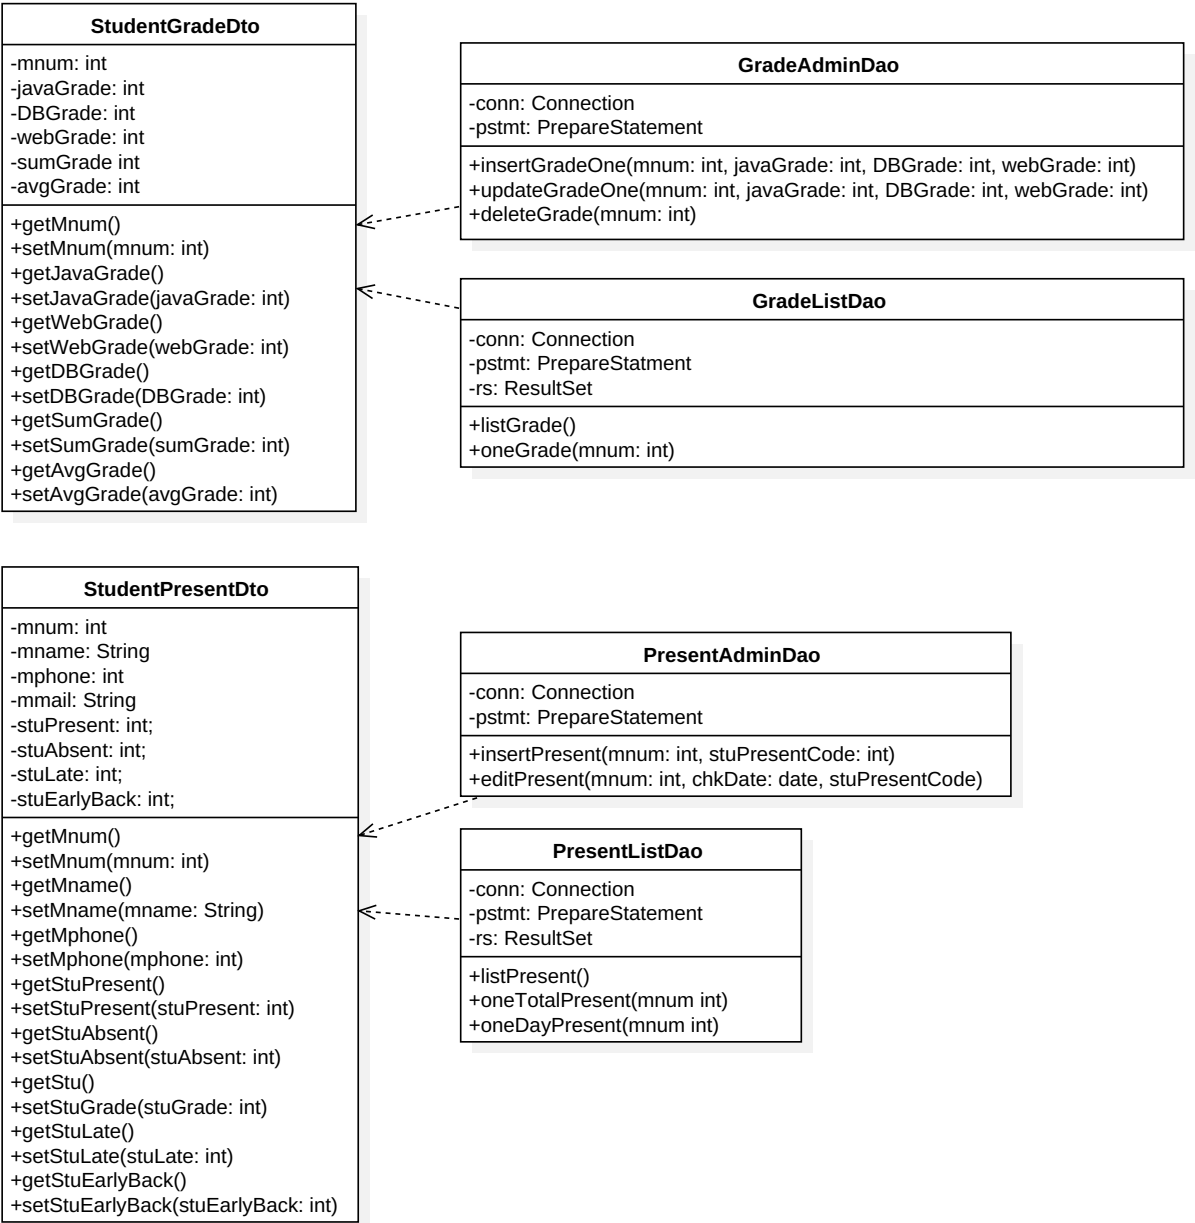 StudentGradeDto
-mnum: int
-javaGrade: int
-DBGrade: int
-webGrade: int
-sumGrade int
-avgGrade: int
+getMnum()
+setMnum(mnum: int)
+getJavaGrade()
+setJavaGrade(javaGrade: int)
+getWebGrade()
+setWebGrade(webGrade: int)
+getDBGrade()
+setDBGrade(DBGrade: int)
+getSumGrade()
+setSumGrade(sumGrade: int)
+getAvgGrade()
+setAvgGrade(avgGrade: int)
GradeAdminDao
-conn: Connection
-pstmt: PrepareStatement
+insertGradeOne(mnum: int, javaGrade: int, DBGrade: int, webGrade: int)
+updateGradeOne(mnum: int, javaGrade: int, DBGrade: int, webGrade: int)
+deleteGrade(mnum: int)
GradeListDao
-conn: Connection
-pstmt: PrepareStatment
-rs: ResultSet
+listGrade()
+oneGrade(mnum: int)
StudentPresentDto
-mnum: int
-mname: String
-mphone: int
-mmail: String
-stuPresent: int;
-stuAbsent: int;
-stuLate: int;
-stuEarlyBack: int;
+getMnum()
+setMnum(mnum: int)
+getMname()
+setMname(mname: String)
+getMphone()
+setMphone(mphone: int)
+getStuPresent()
+setStuPresent(stuPresent: int)
+getStuAbsent()
+setStuAbsent(stuAbsent: int)
+getStu()
+setStuGrade(stuGrade: int)
+getStuLate()
+setStuLate(stuLate: int)
+getStuEarlyBack()
+setStuEarlyBack(stuEarlyBack: int)
PresentAdminDao
-conn: Connection
-pstmt: PrepareStatement
+insertPresent(mnum: int, stuPresentCode: int)
+editPresent(mnum: int, chkDate: date, stuPresentCode)
PresentListDao
-conn: Connection
-pstmt: PrepareStatement
-rs: ResultSet
+listPresent()
+oneTotalPresent(mnum int)
+oneDayPresent(mnum int)